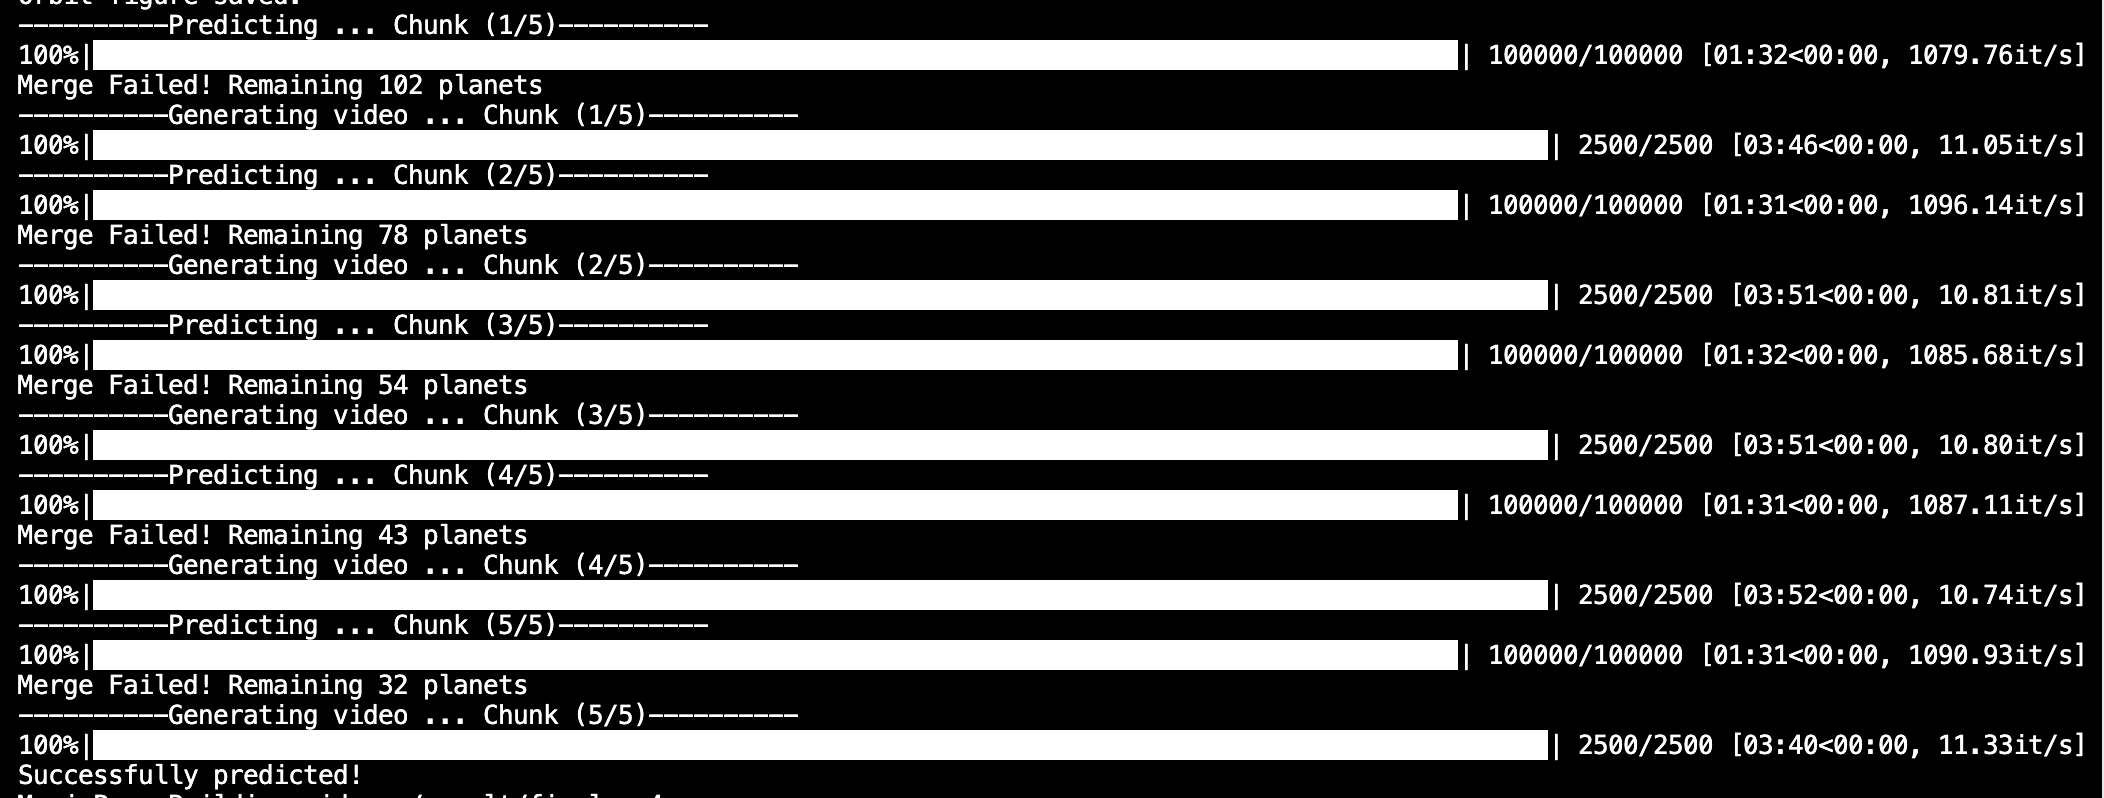 orbit figure saved.
----------Predicting ... Chunk (1/5)----------
100%| | 100000/100000 [01:32<00:00, 1079.76it/s]
Merge Failed! Remaining 102 planets
----------Generating video ... Chunk (1/5)----------
100%| | 2500/2500 [03:46<00:00, 11.05it/s]
----------Predicting ... Chunk (2/5)----------
100%| | 100000/100000 [01:31<00:00, 1096.14it/s]
Merge Failed! Remaining 78 planets
----------Generating video ... Chunk (2/5)----------
100%| | 2500/2500 [03:51<00:00, 10.81it/s]
----------Predicting ... Chunk (3/5)----------
100%| | 100000/100000 [01:32<00:00, 1085.68it/s]
Merge Failed! Remaining 54 planets
----------Generating video ... Chunk (3/5)----------
100%| | 2500/2500 [03:51<00:00, 10.80it/s]
----------Predicting ... Chunk (4/5)----------
100%| | 100000/100000 [01:31<00:00, 1087.11it/s]
Merge Failed! Remaining 43 planets
----------Generating video ... Chunk (4/5)----------
100%| | 2500/2500 [03:52<00:00, 10.74it/s]
----------Predicting ... Chunk (5/5)----------
100%| | 100000/100000 [01:31<00:00, 1090.93it/s]
Merge Failed! Remaining 32 planets
----------Generating video ... Chunk (5/5)----------
100%| | 2500/2500 [03:40<00:00, 11.33it/s]
Successfully predicted!